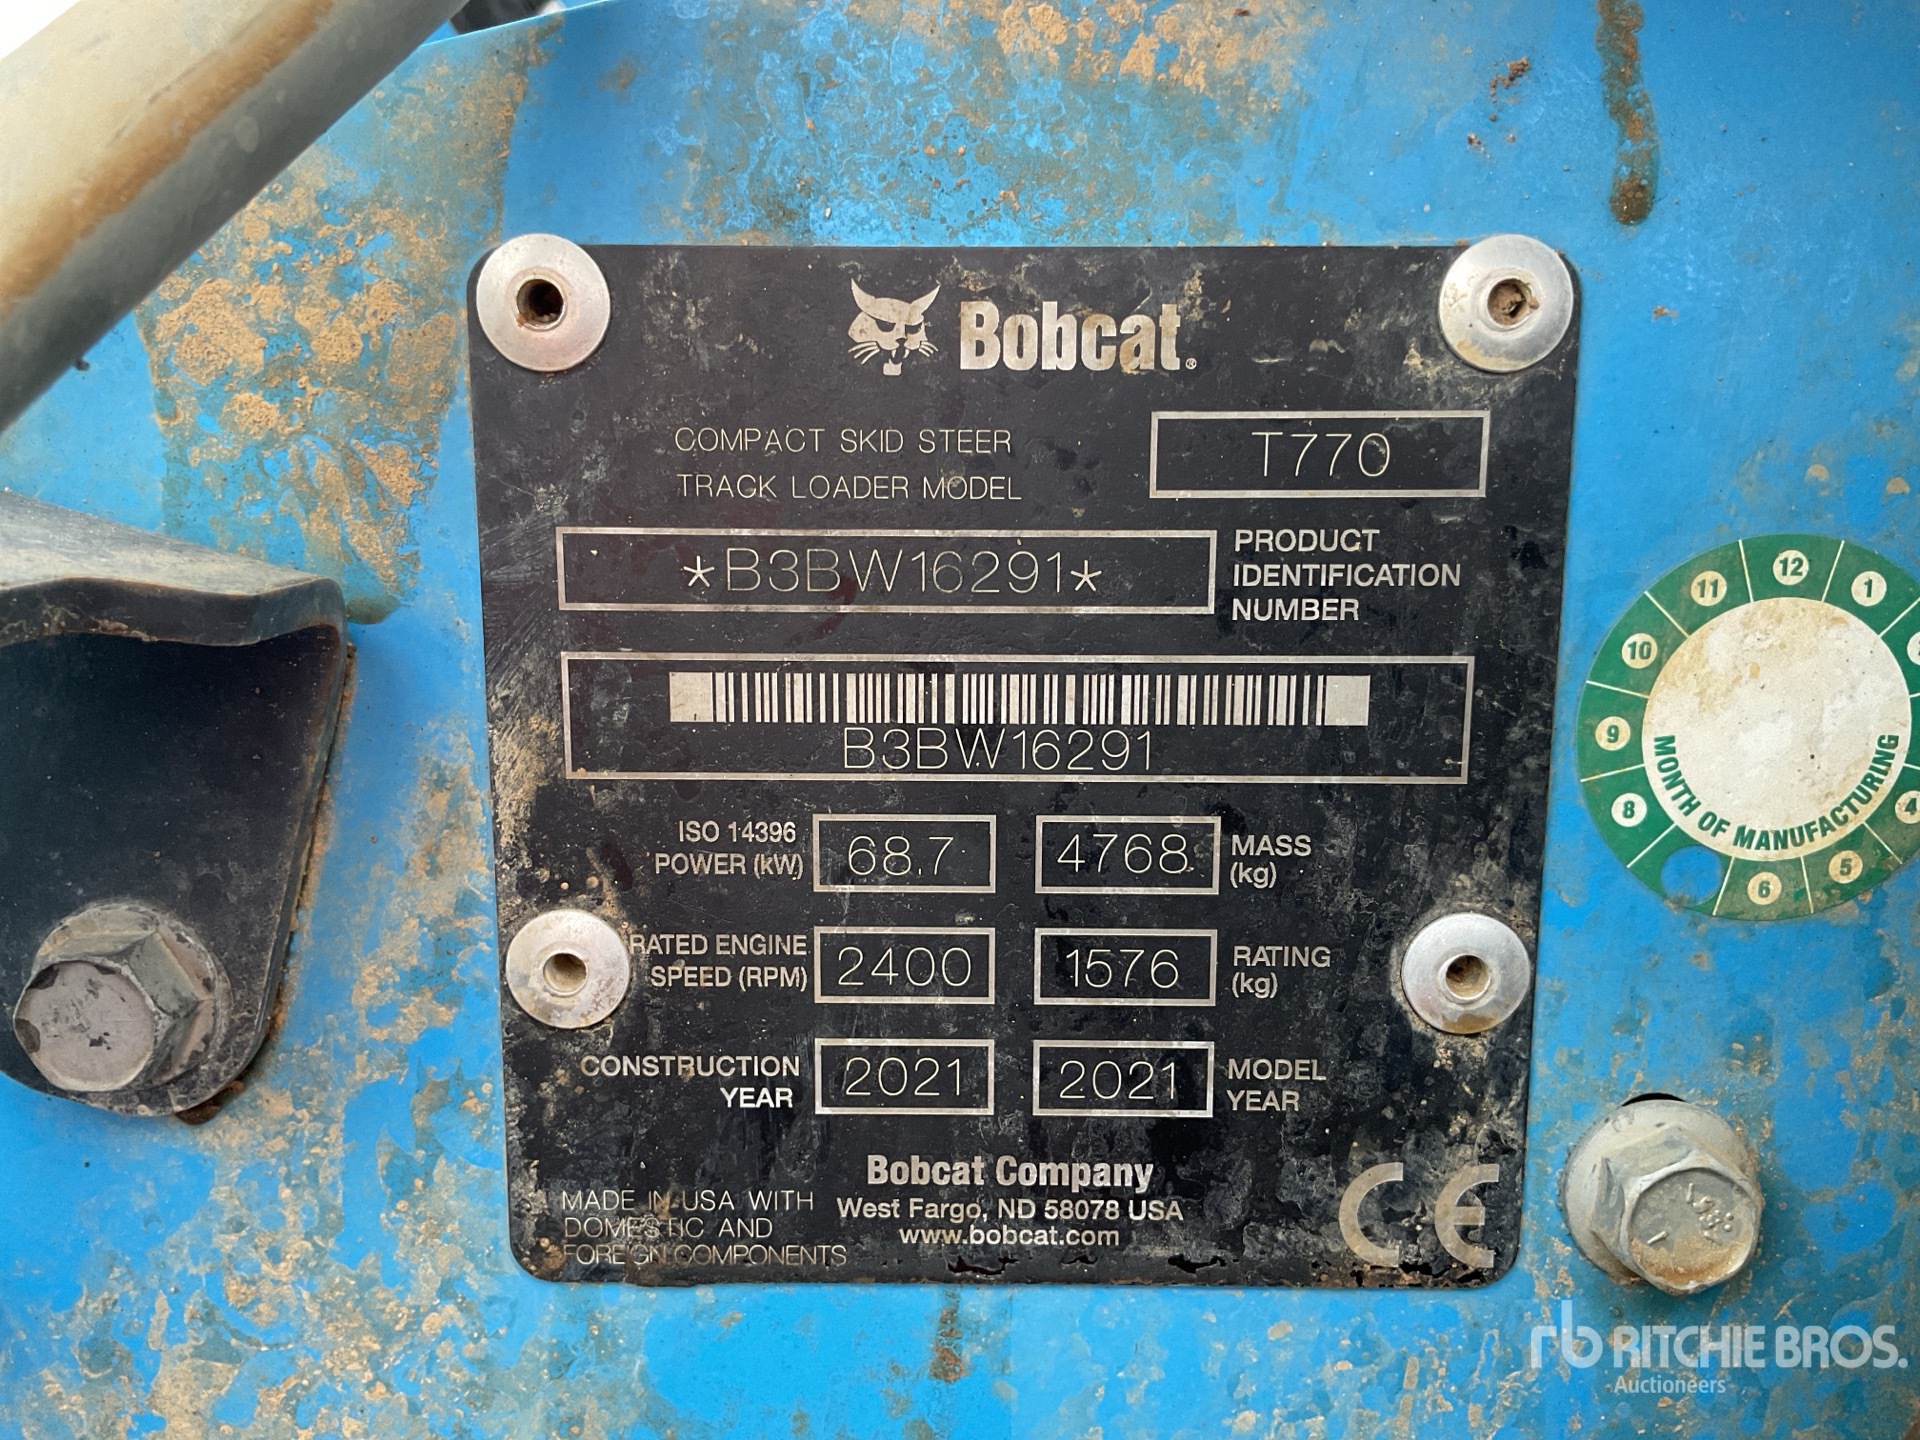 Bobcat®
COMPACT SKID STEER
TRACK LOADER MODEL
T770
*B3BW16291*
PRODUCT
IDENTIFICATION
NUMBER
B3BW16291
ISO 14396
POWER (kW)
68.7
4768
MASS
(kg)
RATED ENGINE
SPEED (RPM)
2400
1576
RATING
(kg)
CONSTRUCTION
YEAR
2021
2021
MODEL
YEAR
Bobcat Company
West Fargo, ND 58078 USA
www.bobcat.com
MADE IN USA WITH
DOMESTIC AND
FOREIGN COMPONENTS
CE
12
1
4
5
6
8
9
10
11
MONTH OF MANUFACTURING
rb RITCHIE BROS.
Auctioneers